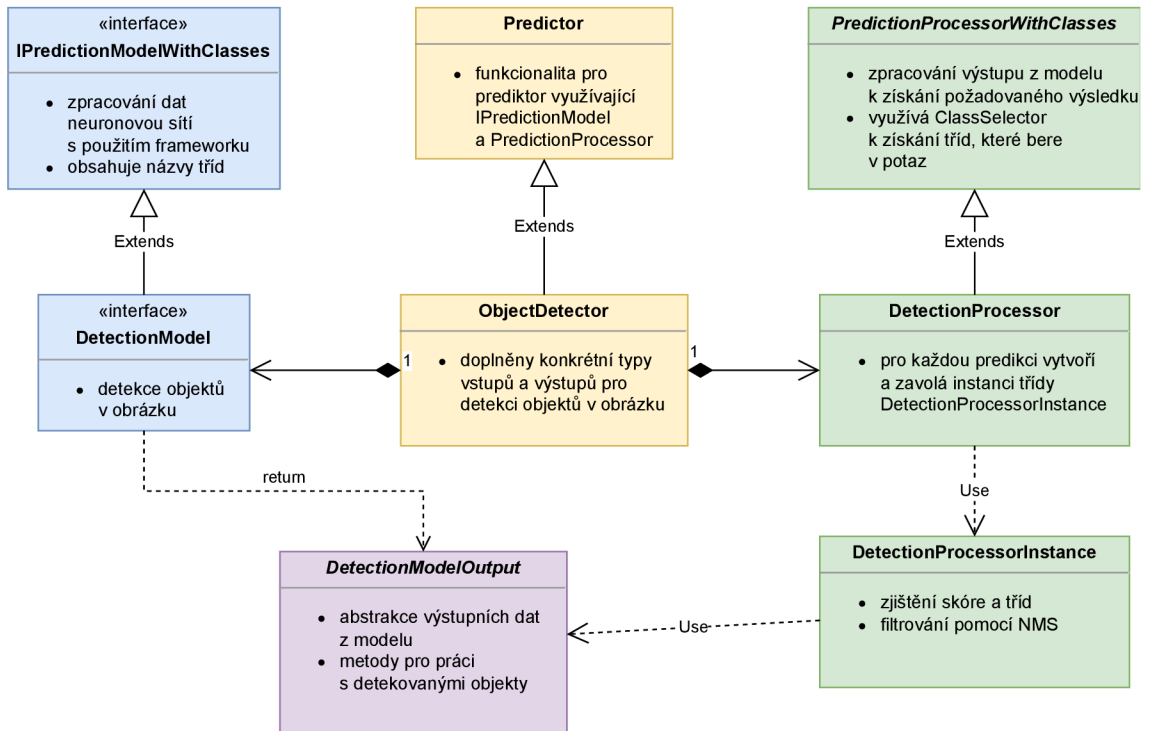 «interface»
IPredictionModelWithClasses
• zpracování dat
neuronovou sítí
s použitím frameworku
• obsahuje názvy tříd
Predictor
• funkcionalita pro
prediktor využívající
IPredictionModel
a PredictionProcessor
PredictionProcessorWithClasses
• zpracování výstupu z modelu
k získání požadovaného výsledku
• využívá ClassSelector
k získání tříd, které bere
v potaz
Extends
Extends
Extends
«interface»
DetectionModel
• detekce objektů
v obrázku
1
ObjectDetector
• doplněny konkrétní typy
vstupů a výstupů pro
detekci objektů v obrázku
1
DetectionProcessor
• pro každou predikci vytvoří
a zavolá instanci třídy
DetectionProcessorInstance
return
Use
DetectionModelOutput
• abstrakce výstupních dat
z modelu
• metody pro práci
s detekovanými objekty
Use
DetectionProcessorInstance
• zjištění skóre a tříd
• filtrování pomocí NMS